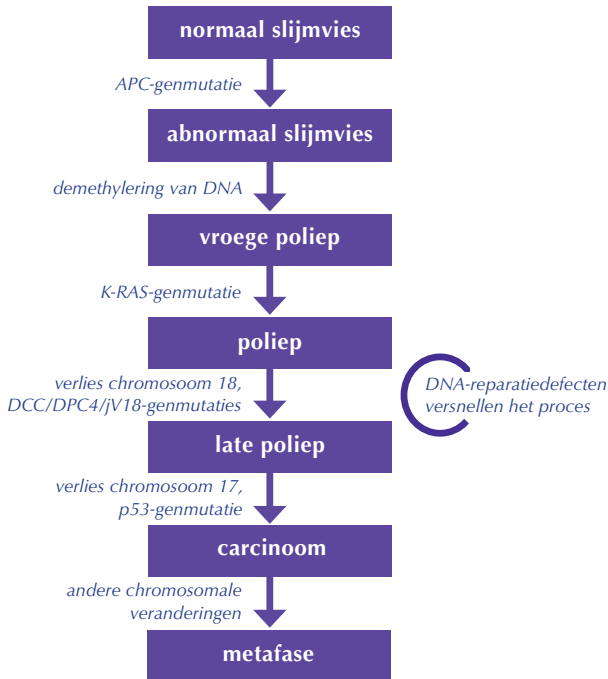 normaal slijmvies
APC-genmutatie
abnormaal slijmvies
demethylering van DNA
vroege poliep
K-RAS-genmutatie
poliep
verlies chromosoom 18,
DCC/DPC4/jV18-genmutaties
DNA-reparatiedefecten
versnellen het proces
late poliep
verlies chromosoom 17,
p53-genmutatie
carcinoom
andere chromosomale
veranderingen
metafase